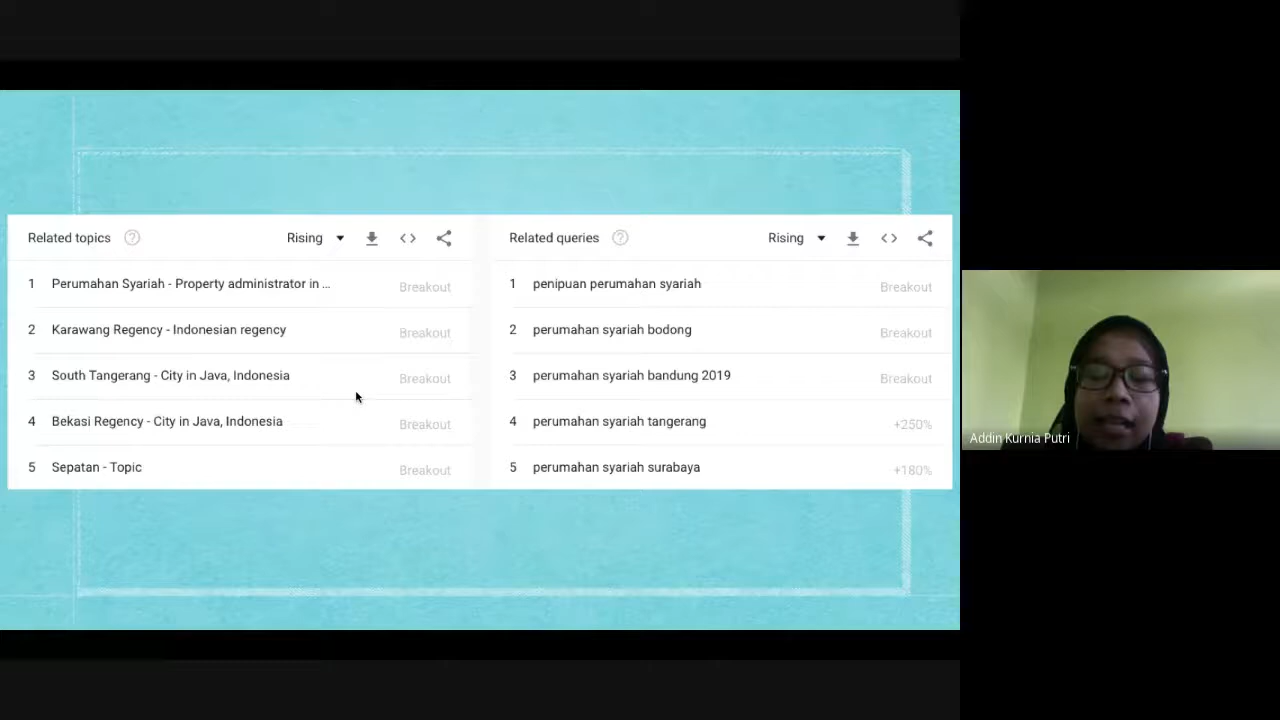 Related topics
Rising
1 Perumahan Syariah - Property administrator in ... Breakout
2 Karawang Regency - Indonesian regency Breakout
3 South Tangerang - City in Java, Indonesia Breakout
4 Bekasi Regency - City in Java, Indonesia Breakout
5 Sepatan - Topic Breakout
Related queries
Rising
1 penipuan perumahan syariah Breakout
2 perumahan syariah bodong Breakout
3 perumahan syariah bandung 2019 Breakout
4 perumahan syariah tangerang +250%
5 perumahan syariah surabaya +180%
Addin Kurnia Putri